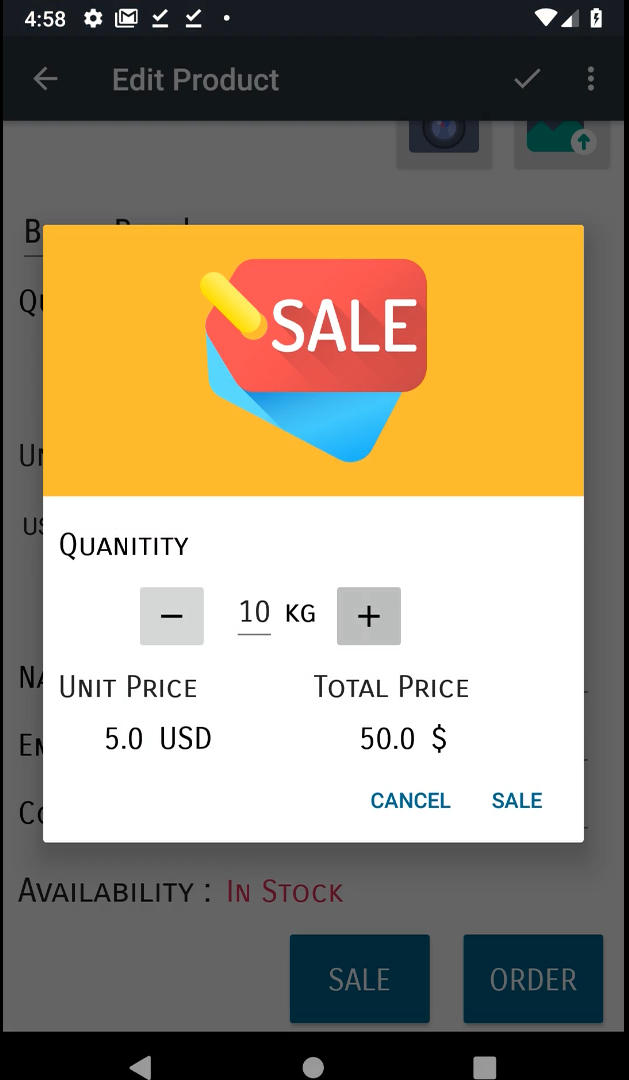 4:58
Edit Product
SALE
Quanitity
− 10 KG +
Unit Price Total Price
5.0 USD 50.0 $
CANCEL SALE
Availability : In Stock
SALE ORDER